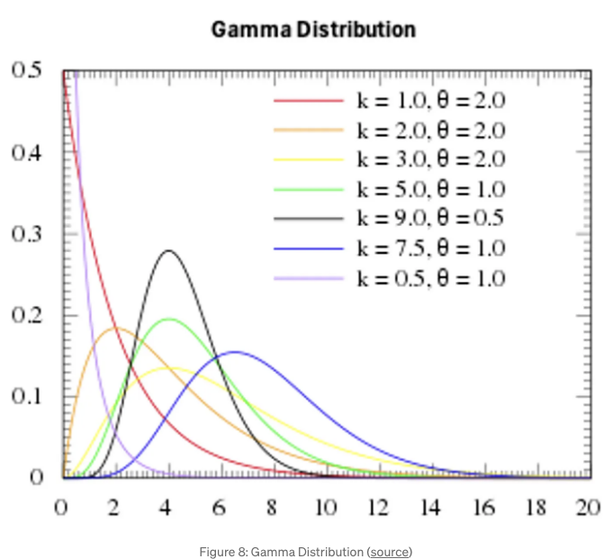 Gamma Distribution
0.5
0.4
0.3
0.2
0.1
0
k = 1.0, θ = 2.0
k = 2.0, θ = 2.0
k = 3.0, θ = 2.0
k = 5.0, θ = 1.0
k = 9.0, θ = 0.5
k = 7.5, θ = 1.0
k = 0.5, θ = 1.0
0 2 4 6 8 10 12 14 16 18 20
Figure 8: Gamma Distribution (source)